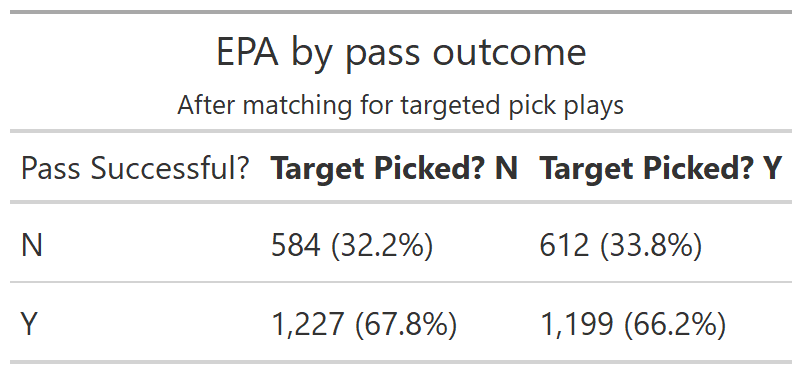 EPA by pass outcome
After matching for targeted pick plays
Pass Successful? Target Picked? N Target Picked? Y
N 584 (32.2%) 612 (33.8%)
Y 1,227 (67.8%) 1,199 (66.2%)